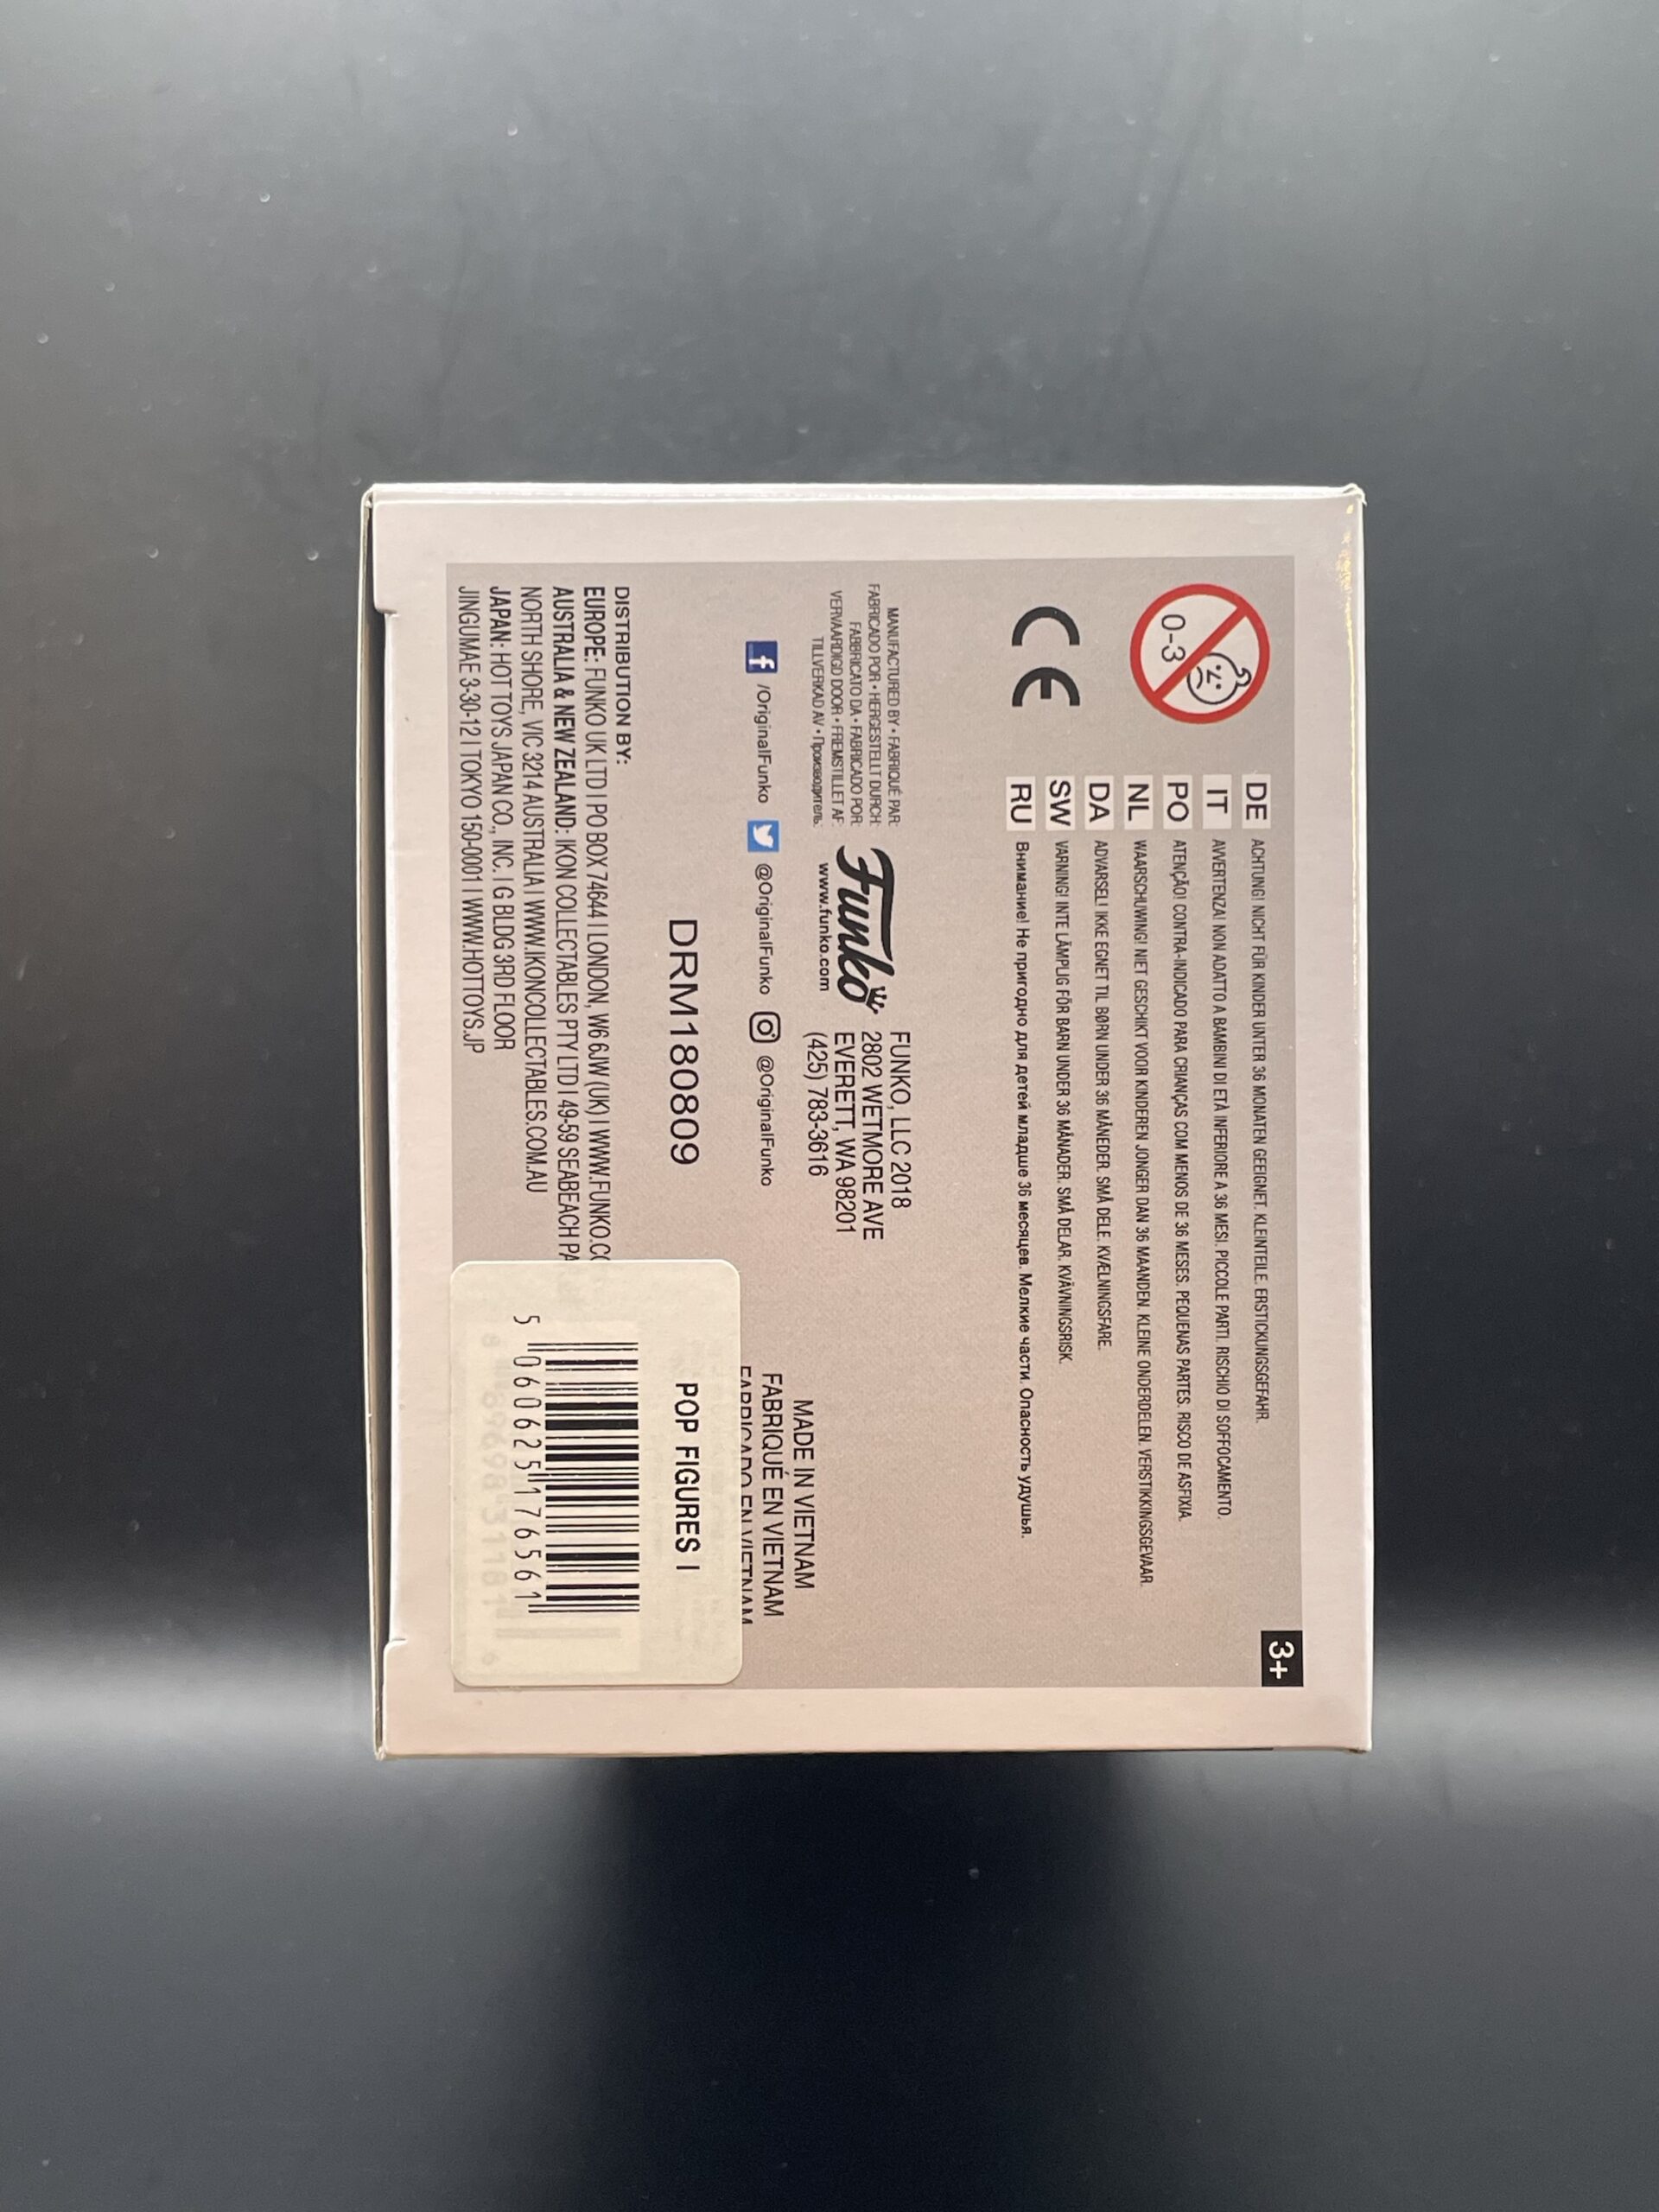 3+
0-3
DE ACHTUNG! NICHT FÜR KINDER UNTER 36 MONATEN GEEIGNET. KLEINTEILE. ERSTICKUNGSGEFAHR.
IT AVVERTENZA! NON ADATTO A BAMBINI DI ETÀ INFERIORE A 36 MESI. PICCOLE PARTI. RISCHIO DI SOFFOCAMENTO.
PO ATENÇÃO! CONTRA-INDICADO PARA CRIANÇAS COM MENOS DE 36 MESES. PEQUENAS PARTES. RISCO DE ASFIXIA.
NL WAARSCHUWING! NIET GESCHIKT VOOR KINDEREN JONGER DAN 36 MAANDEN. KLEINE ONDERDELEN. VERSTIKKINGSGEVAAR.
DA ADVARSEL! IKKE EGNET TIL BØRN UNDER 36 MÅNEDER. SMÅ DELE. KVÆLNINGSFARE.
SW VARNING! INTE LÄMPLIG FÖR BARN UNDER 36 MÅNADER. SMÅ DELAR. KVÄVNINGSRISK.
RU Внимание! Не пригодно для детей младше 36 месяцев. Мелкие части. Опасность удушья.
CE
MANUFACTURED BY • FABRIQUÉ PAR:
FABRICADO POR • HERGESTELLT DURCH:
FABBRICATO DA • FABRICADO POR:
VERVAARDIGD DOOR • FREMSTILLET AF:
TILLVERKAD AV • Производитель:
Funko
www.funko.com
FUNKO, LLC 2018
2802 WETMORE AVE
EVERETT, WA 98201
(425) 783-3616
MADE IN VIETNAM
FABRIQUÉ EN VIETNAM
FABRICADO EN VIETNAM
/OriginalFunko @OriginalFunko @OriginalFunko
DRM180809
DISTRIBUTION BY:
EUROPE: FUNKO UK LTD | PO BOX 74644 | LONDON, W6 6JW (UK) | WWW.FUNKO.CO
AUSTRALIA & NEW ZEALAND: IKON COLLECTABLES PTY LTD | 49-59 SEABEACH PA
NORTH SHORE, VIC 3214 AUSTRALIA | WWW.IKONCOLLECTABLES.COM.AU
JAPAN: HOT TOYS JAPAN CO., INC. | G BLDG 3RD FLOOR
JINGUMAE 3-30-12 | TOKYO 150-0001 | WWW.HOTTOYS.JP
POP FIGURES |
5 060625 176561